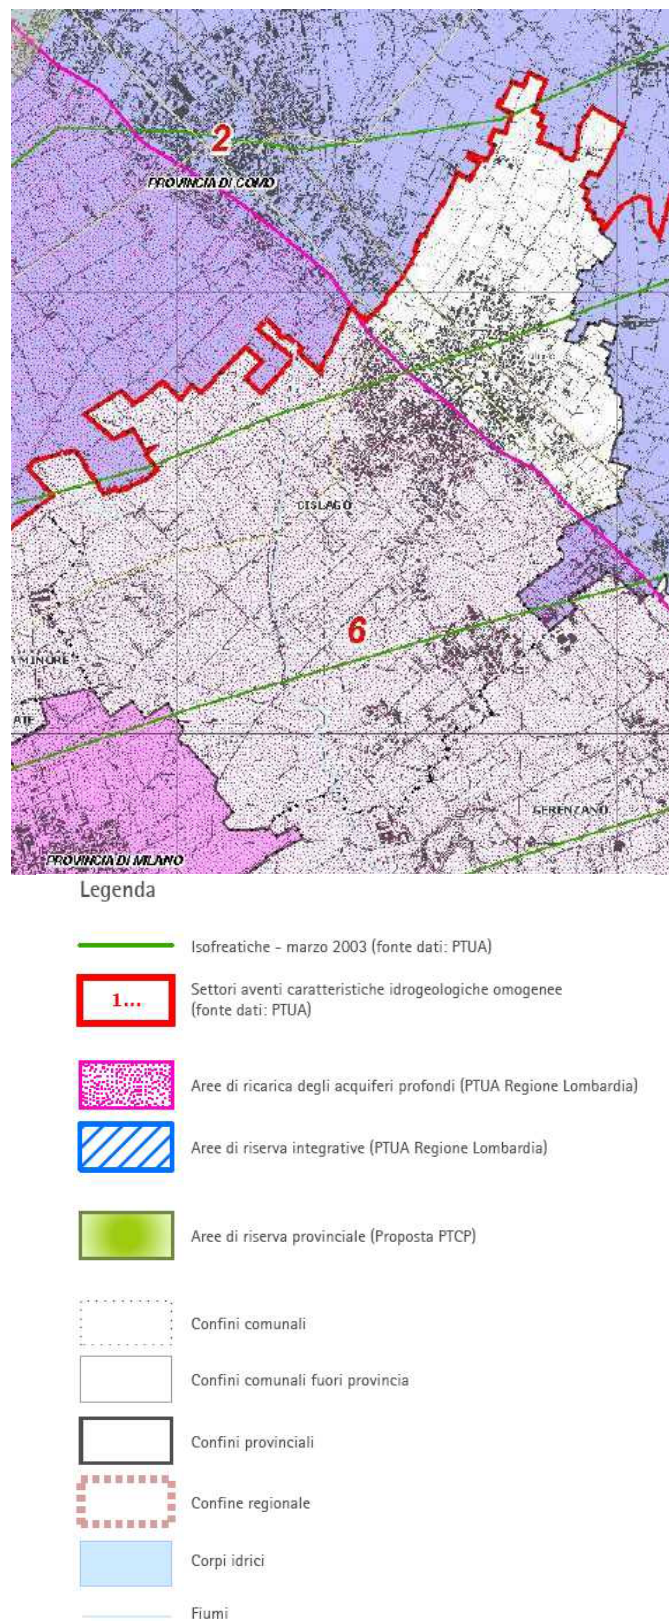 2
PROVINCIA DI COMO
CISLAGO
6
A MINORE
ATE
GERENZANO
PROVINCIA DI MILANO
Legenda
Isofreatiche - marzo 2003 (fonte dati: PTUA)
1...
Settori aventi caratteristiche idrogeologiche omogenee
(fonte dati: PTUA)
Aree di ricarica degli acquiferi profondi (PTUA Regione Lombardia)
Aree di riserva integrative (PTUA Regione Lombardia)
Aree di riserva provinciale (Proposta PTCP)
Confini comunali
Confini comunali fuori provincia
Confini provinciali
Confine regionale
Corpi idrici
Fiumi